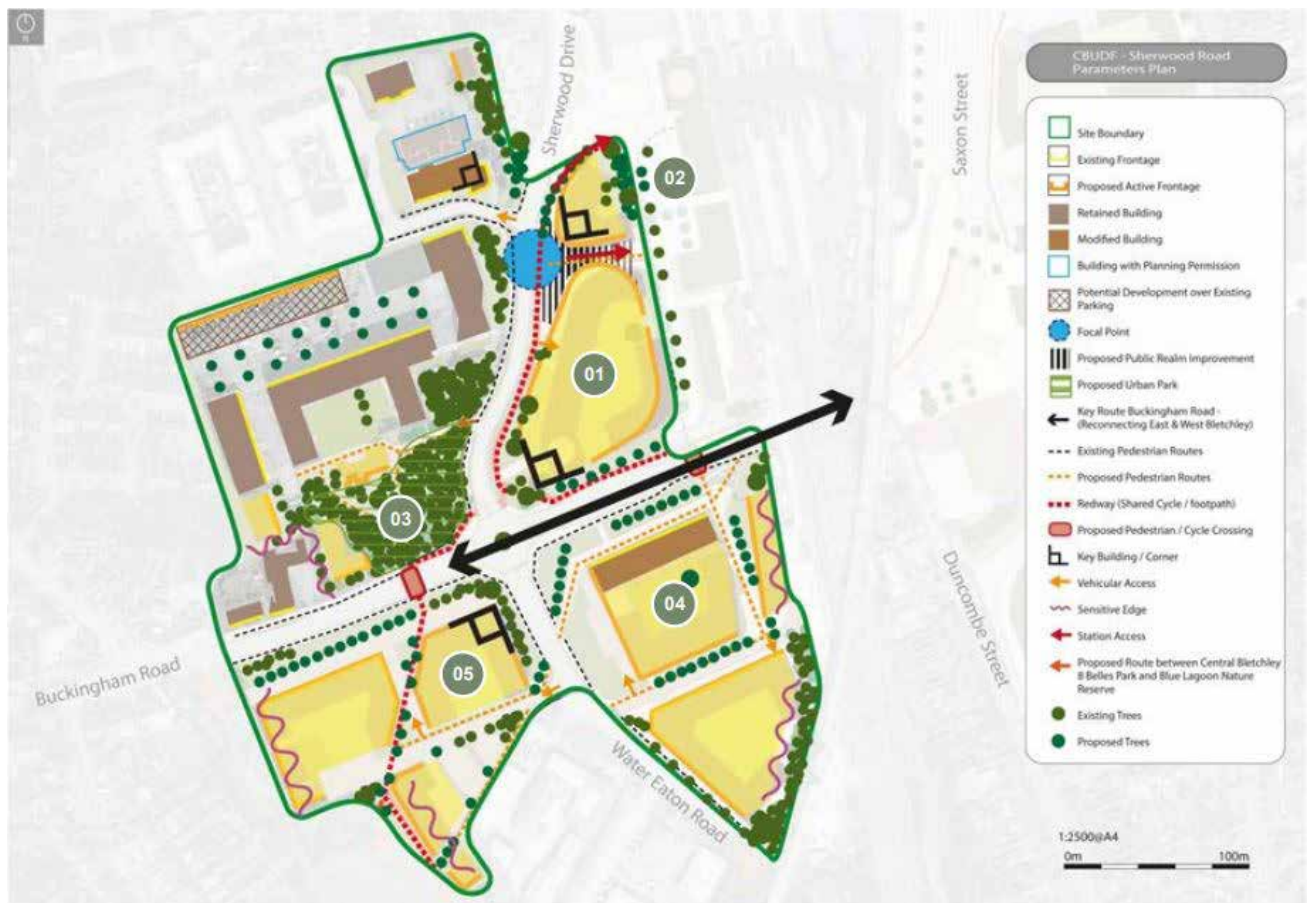 N
Sherwood Drive
Saxon Street
02
01
03
04
05
Buckingham Road
Water Eaton Road
Duncombe Street
CBUDF - Sherwood Road
Parameters Plan
Site Boundary
Existing Frontage
Proposed Active Frontage
Retained Building
Modified Building
Building with Planning Permission
Potential Development over Existing
Parking
Focal Point
Proposed Public Realm Improvement
Proposed Urban Park
Key Route Buckingham Road -
(Reconnecting East & West Bletchley)
Existing Pedestrian Routes
Proposed Pedestrian Routes
Redway (Shared Cycle / footpath)
Proposed Pedestrian / Cycle Crossing
Key Building / Corner
Vehicular Access
Sensitive Edge
Station Access
Proposed Route between Central Bletchley
8 Belles Park and Blue Lagoon Nature
Reserve
Existing Trees
Proposed Trees
1:2500@A4
0m 100m